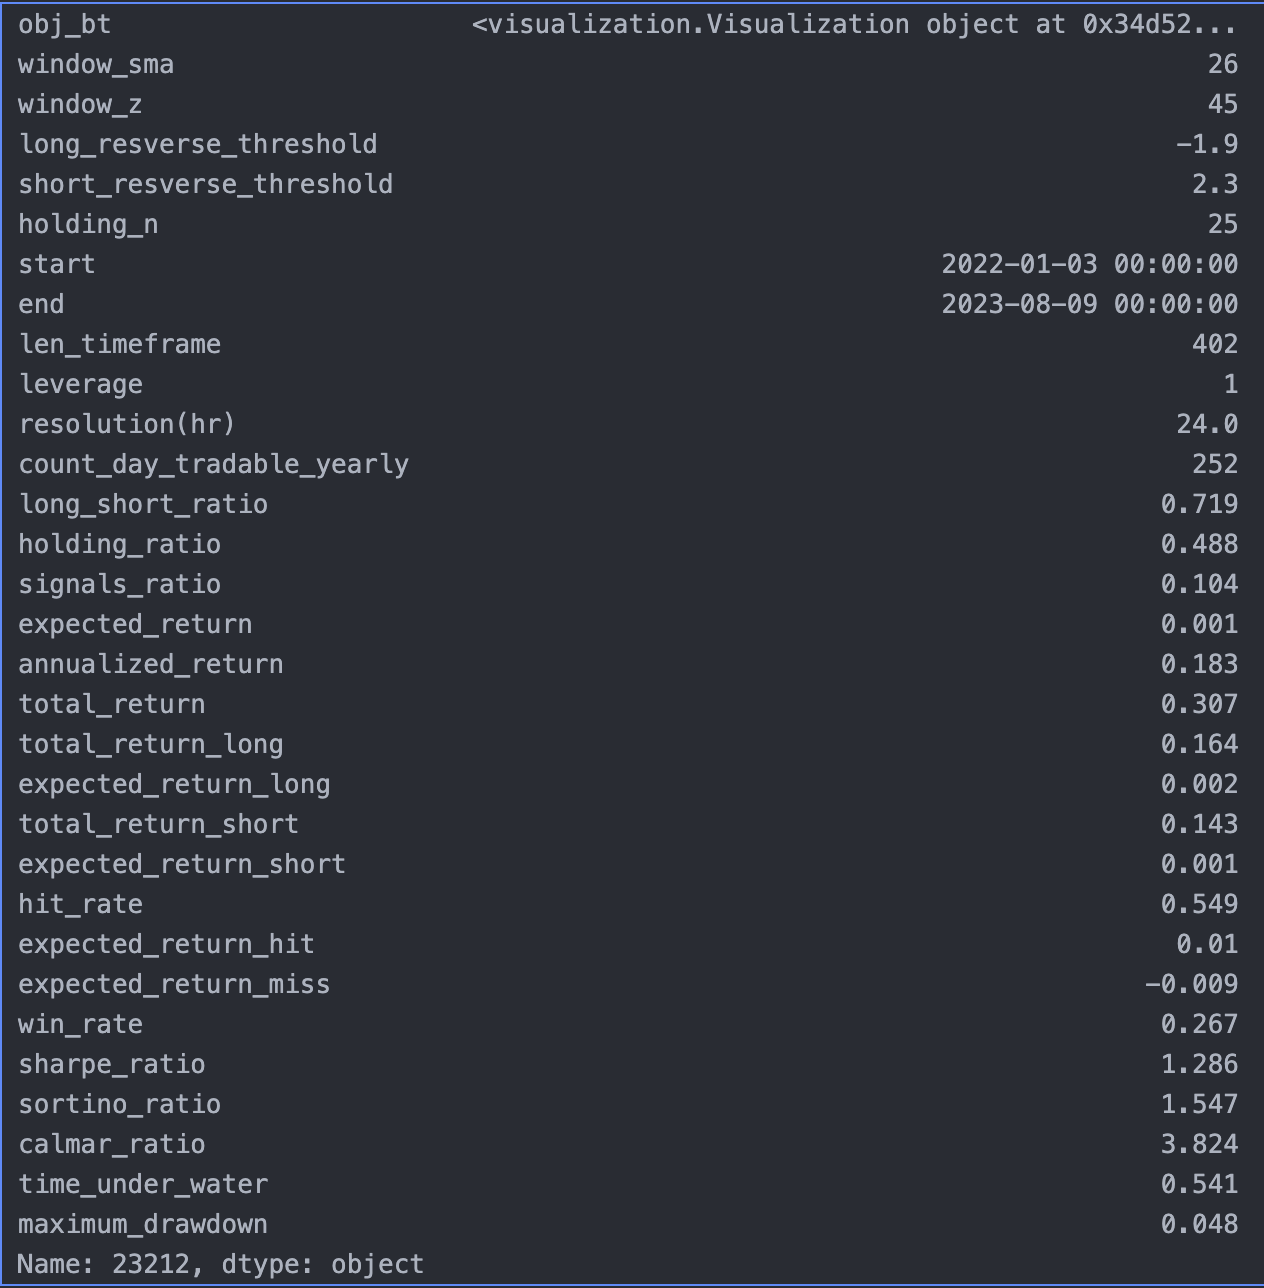 obj_bt <visualization.Visualization object at 0x34d52...
window_sma 26
window_z 45
long_resverse_threshold -1.9
short_resverse_threshold 2.3
holding_n 25
start 2022-01-03 00:00:00
end 2023-08-09 00:00:00
len_timeframe 402
leverage 1
resolution(hr) 24.0
count_day_tradable_yearly 252
long_short_ratio 0.719
holding_ratio 0.488
signals_ratio 0.104
expected_return 0.001
annualized_return 0.183
total_return 0.307
total_return_long 0.164
expected_return_long 0.002
total_return_short 0.143
expected_return_short 0.001
hit_rate 0.549
expected_return_hit 0.01
expected_return_miss -0.009
win_rate 0.267
sharpe_ratio 1.286
sortino_ratio 1.547
calmar_ratio 3.824
time_under_water 0.541
maximum_drawdown 0.048
Name: 23212, dtype: object